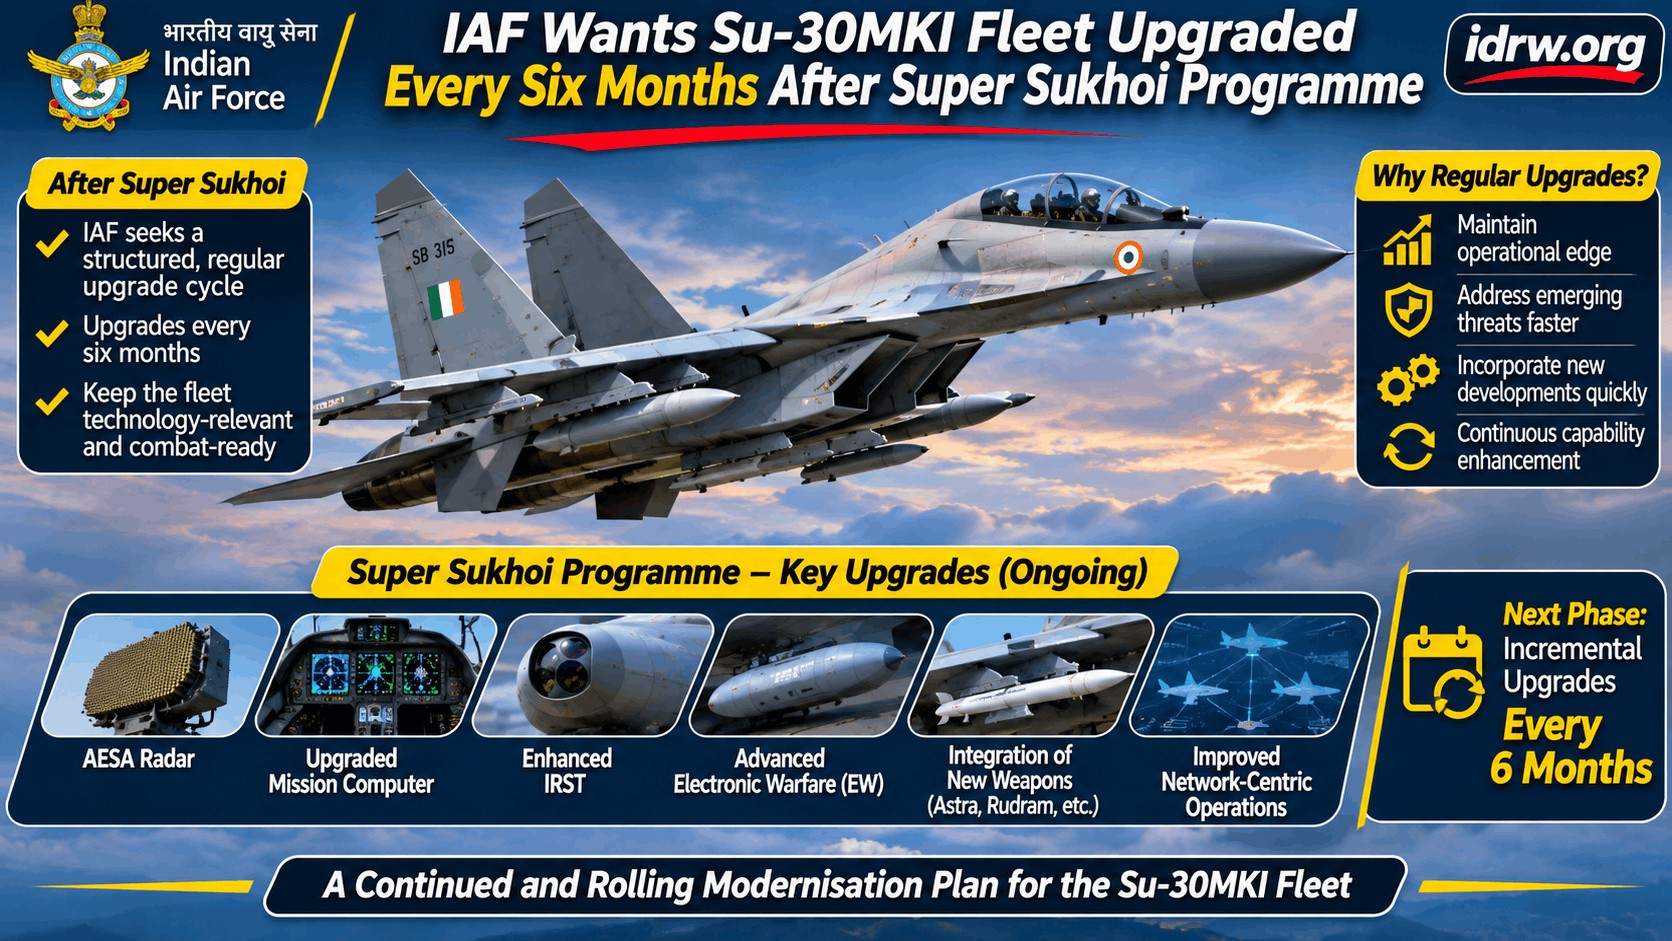 भारतीय वायु सेना
Indian
Air Force
IAF Wants Su-30MKI Fleet Upgraded
Every Six Months After Super Sukhoi Programme
idrw.org
After Super Sukhoi
IAF seeks a
structured, regular
upgrade cycle
Upgrades every
six months
Keep the fleet
technology-relevant
and combat-ready
SB 315
Why Regular Upgrades?
Maintain
operational edge
Address emerging
threats faster
Incorporate new
developments quickly
Continuous capability
enhancement
Super Sukhoi Programme – Key Upgrades (Ongoing)
AESA Radar
Upgraded
Mission Computer
Enhanced
IRST
Advanced
Electronic Warfare (EW)
Integration of
New Weapons
(Astra, Rudram, etc.)
Improved
Network-Centric
Operations
Next Phase:
Incremental
Upgrades
Every
6 Months
A Continued and Rolling Modernisation Plan for the Su-30MKI Fleet